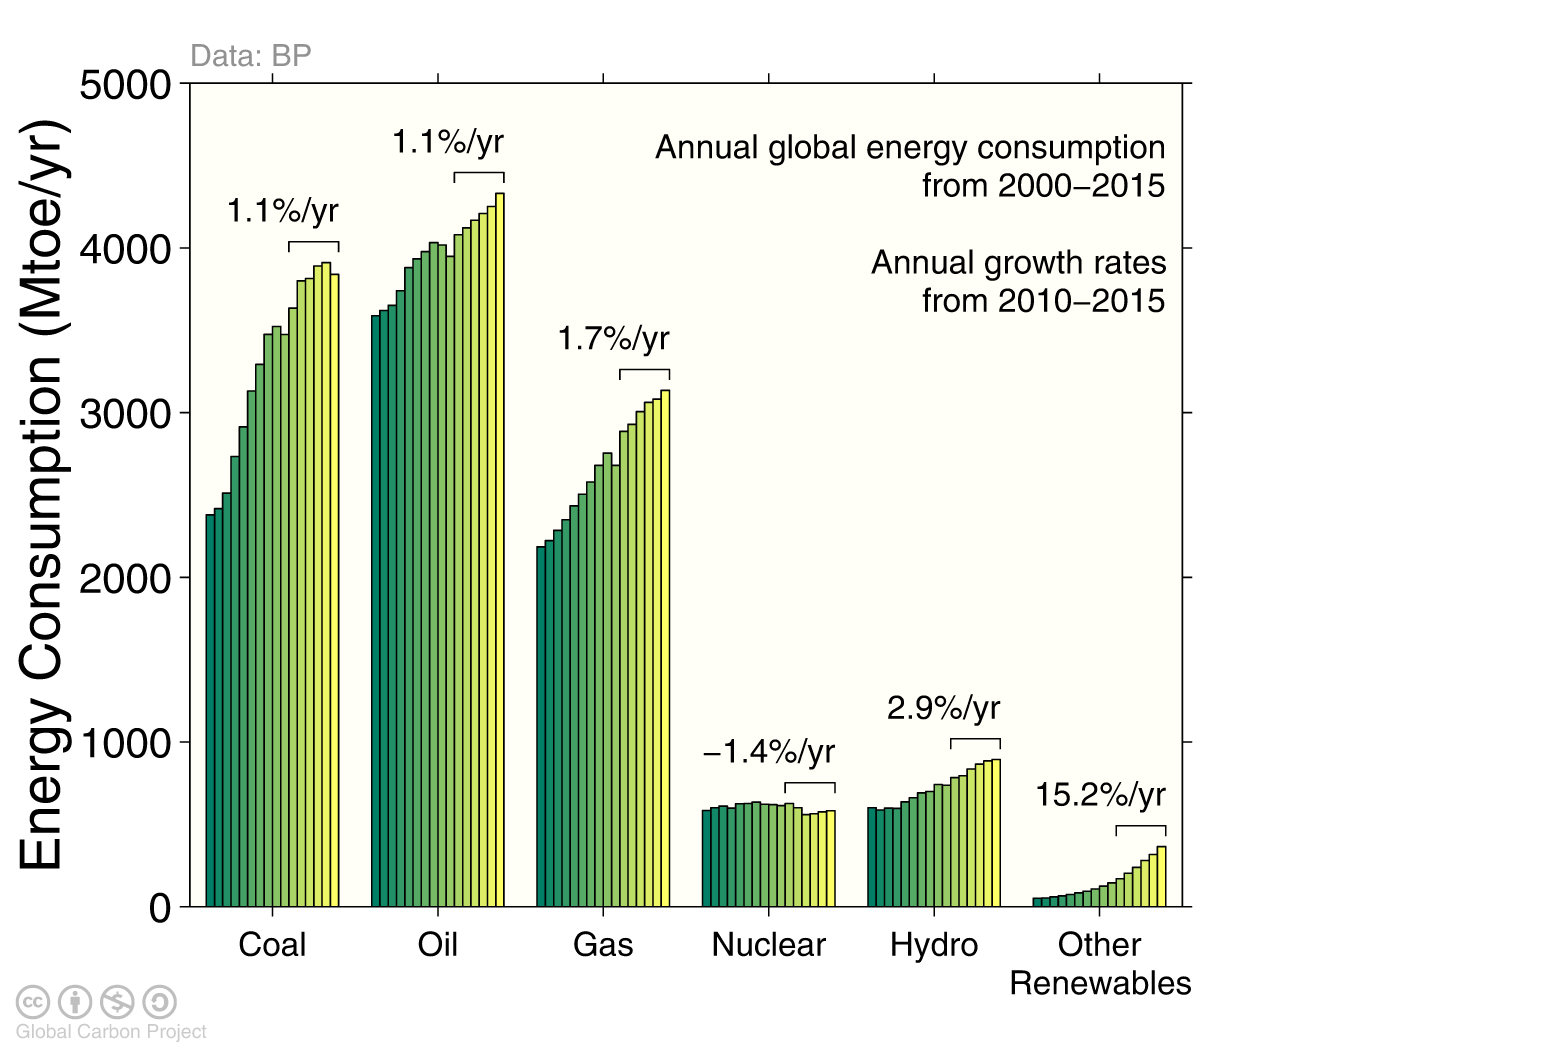 Data: BP
5000
4000
3000
2000
1000
0
Energy Consumption (Mtoe/yr)
1.1%/yr
1.1%/yr
1.7%/yr
−1.4%/yr
2.9%/yr
15.2%/yr
Annual global energy consumption
from 2000−2015
Annual growth rates
from 2010−2015
Coal
Oil
Gas
Nuclear
Hydro
Other
Renewables
cc
Global Carbon Project